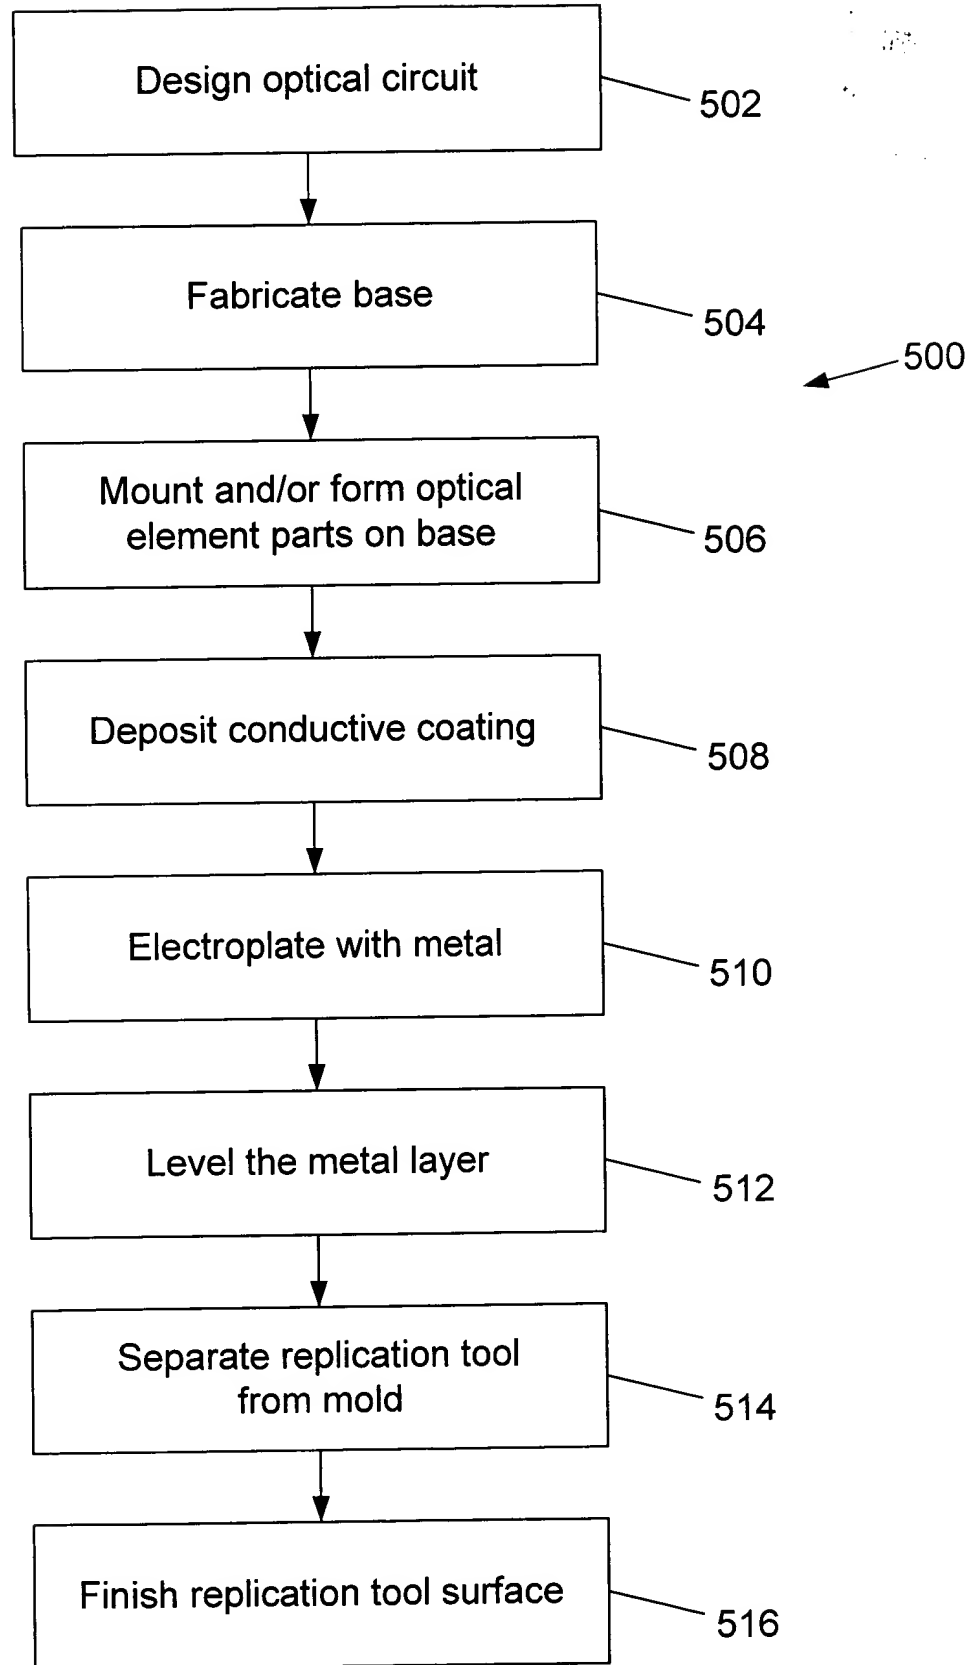 Design optical circuit
502
Fabricate base
504
500
Mount and/or form optical
element parts on base
506
Deposit conductive coating
508
Electroplate with metal
510
Level the metal layer
512
Separate replication tool
from mold
514
Finish replication tool surface
516